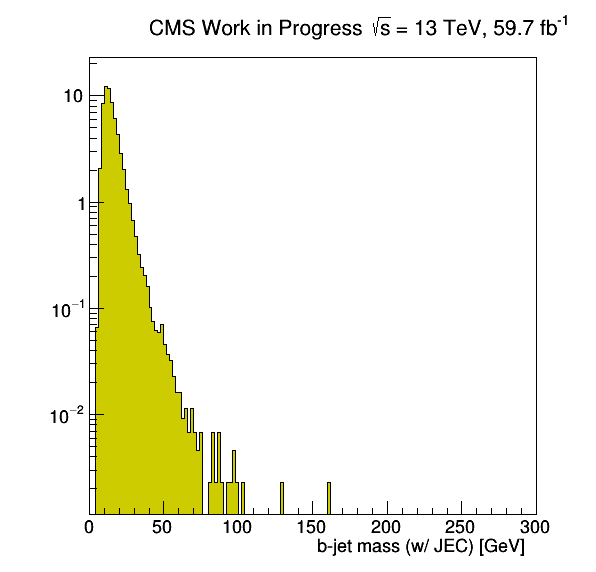 CMS Work in Progress √s = 13 TeV, 59.7 fb⁻¹
10
1
10⁻¹
10⁻²
0 50 100 150 200 250 300
b-jet mass (w/ JEC) [GeV]